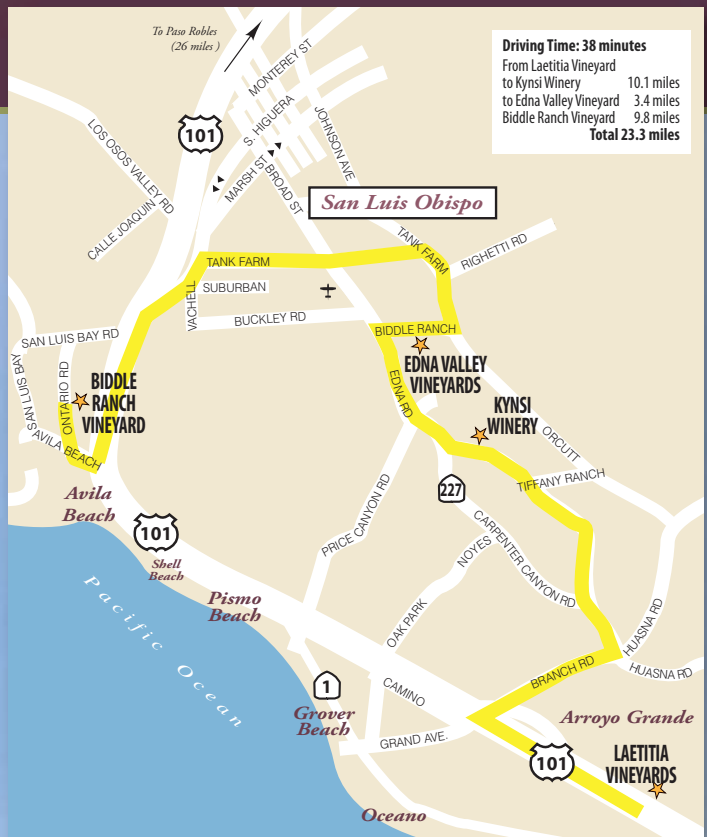 To Paso Robles
(26 miles )
Driving Time: 38 minutes
From Laetitia Vineyard
to Kynsi Winery 10.1 miles
to Edna Valley Vineyard 3.4 miles
Biddle Ranch Vineyard 9.8 miles
Total 23.3 miles
MONTEREY ST
101
S. HIGUERA
JOHNSON AVE
LOS OSOS VALLEY RD
MARSH ST
BROAD ST
CALLE JOAQUIN
San Luis Obispo
TANK FARM
TANK FARM
RIGHETTI RD
SUBURBAN
VACHELL
BUCKLEY RD
BIDDLE RANCH
SAN LUIS BAY RD
SAN LUIS BAY
ONTARIO RD
BIDDLE
RANCH
VINEYARD
EDNA VALLEY
VINEYARDS
EDNA RD
KYNSI
WINERY
AVILA BEACH
ORCUTT
Avila
Beach
227
TIFFANY RANCH
101
PRICE CANYON RD
CARPENTER CANYON RD
NOYES
Shell
Beach
Pismo
Beach
Pacific Ocean
OAK PARK
HUASNA RD
HUASNA RD
BRANCH RD
1
CAMINO
Grover
Beach
GRAND AVE.
Arroyo Grande
101
LAETITIA
VINEYARDS
Oceano